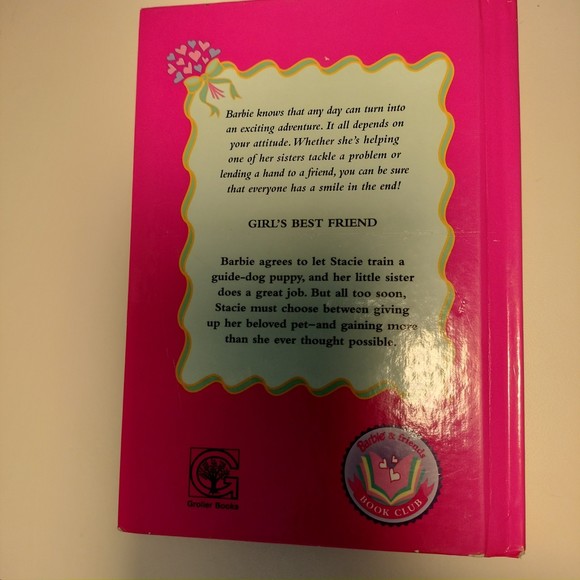 Barbie knows that any day can turn into
an exciting adventure. It all depends on
your attitude. Whether she's helping
one of her sisters tackle a problem or
lending a hand to a friend, you can be sure
that everyone has a smile in the end!
GIRL'S BEST FRIEND
Barbie agrees to let Stacie train a
guide-dog puppy, and her little sister
does a great job. But all too soon,
Stacie must choose between giving
up her beloved pet—and gaining more
than she ever thought possible.
G
Grolier Books
Barbie & friends
BOOK CLUB